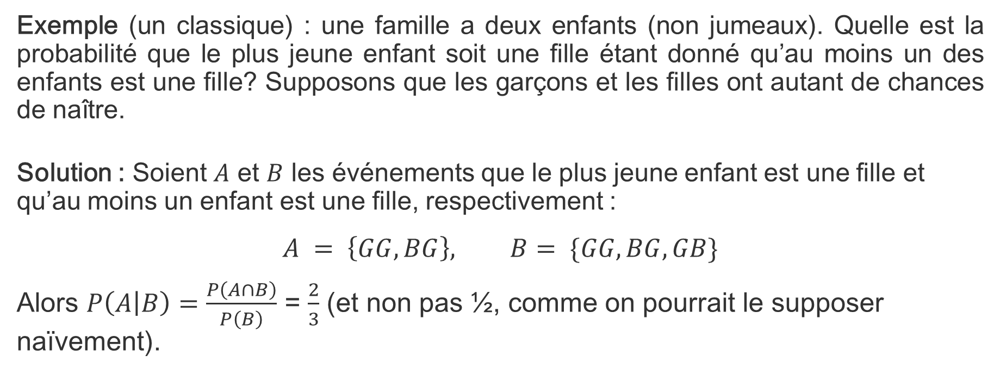 Exemple (un classique) : une famille a deux enfants (non jumeaux). Quelle est la
probabilité que le plus jeune enfant soit une fille étant donné qu’au moins un des
enfants est une fille? Supposons que les garçons et les filles ont autant de chances
de naître.
Solution : Soient A et B les événements que le plus jeune enfant est une fille et
qu’au moins un enfant est une fille, respectivement :
A = {GG, BG}, B = {GG, BG, GB}
Alors P(A|B) = P(A∩B)/P(B) = 2/3 (et non pas ½, comme on pourrait le supposer
naïvement).